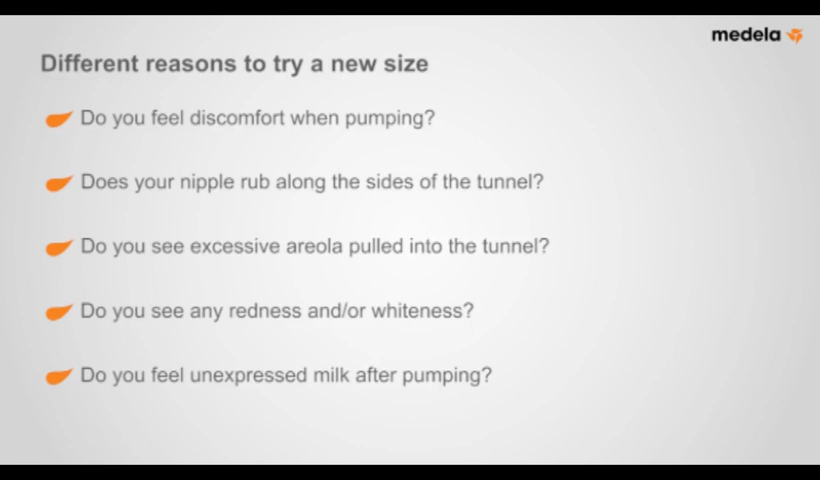 medela
Different reasons to try a new size
Do you feel discomfort when pumping?
Does your nipple rub along the sides of the tunnel?
Do you see excessive areola pulled into the tunnel?
Do you see any redness and/or whiteness?
Do you feel unexpressed milk after pumping?